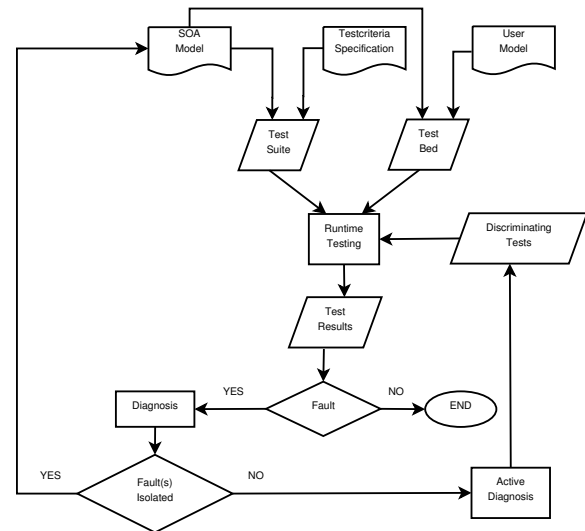 SOA
Model
Testcriteria
Specification
User
Model
Test
Suite
Test
Bed
Runtime
Testing
Discriminating
Tests
Test
Results
YES
NO
Diagnosis
Fault
END
YES
Fault(s)
Isolated
NO
Active
Diagnosis